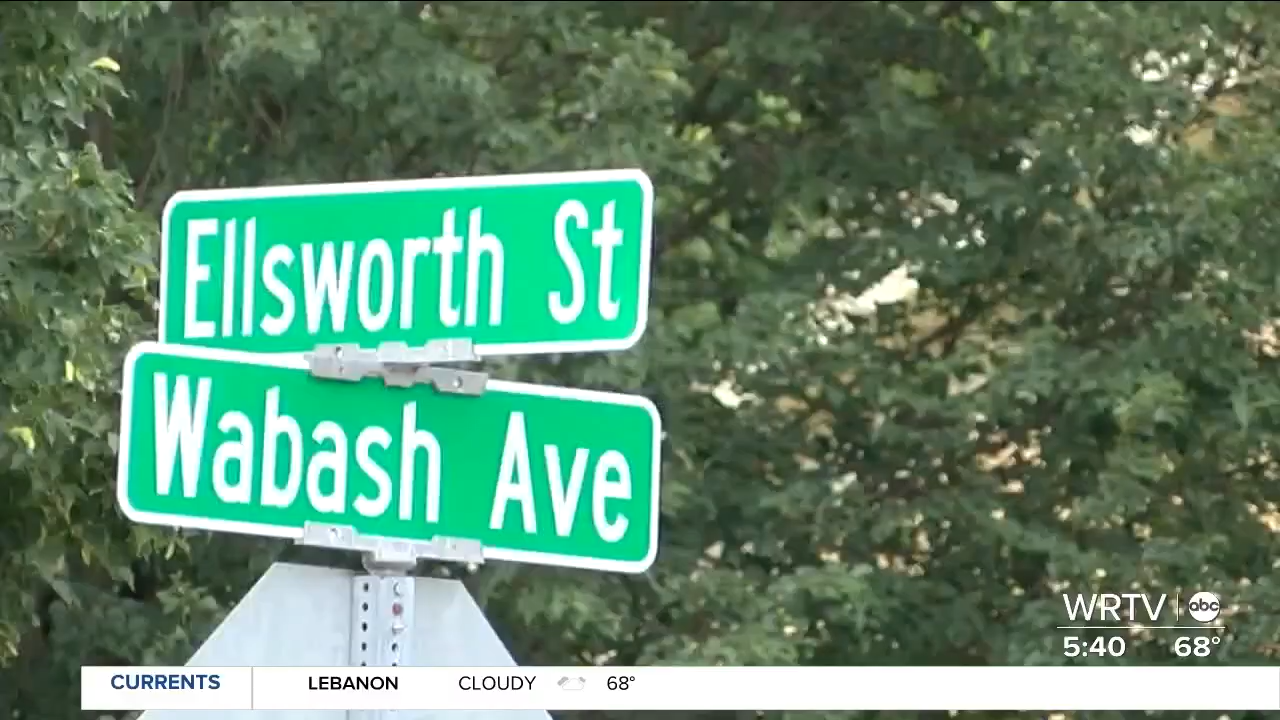 Ellsworth St
Wabash Ave
WRTV abc
5:40 68°
CURRENTS LEBANON CLOUDY 68°